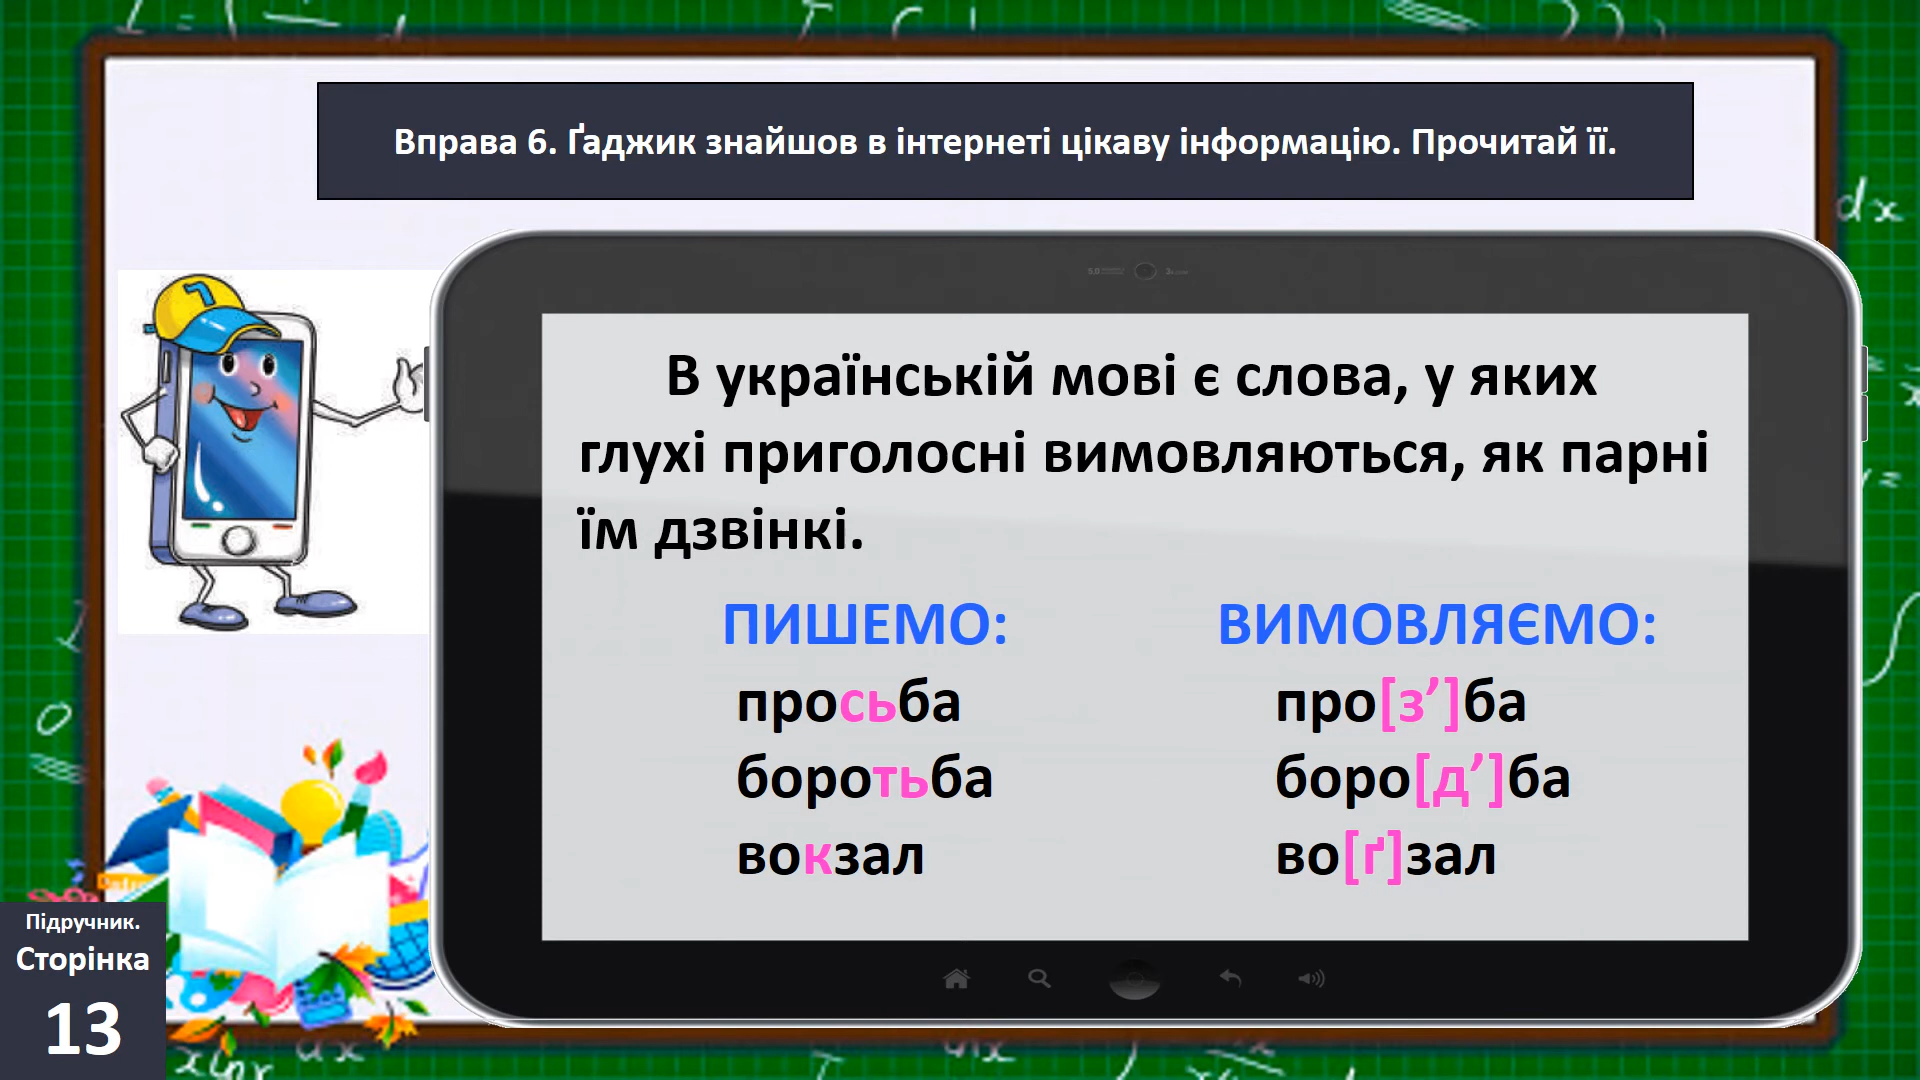 Вправа 6. Ґаджик знайшов в інтернеті цікаву інформацію. Прочитай її.
В українській мові є слова, у яких
глухі приголосні вимовляються, як парні
їм дзвінкі.
ПИШЕМО: ВИМОВЛЯЄМО:
просьба про[з’]ба
боротьба боро[д’]ба
вокзал во[ґ]зал
Підручник.
Сторінка
13